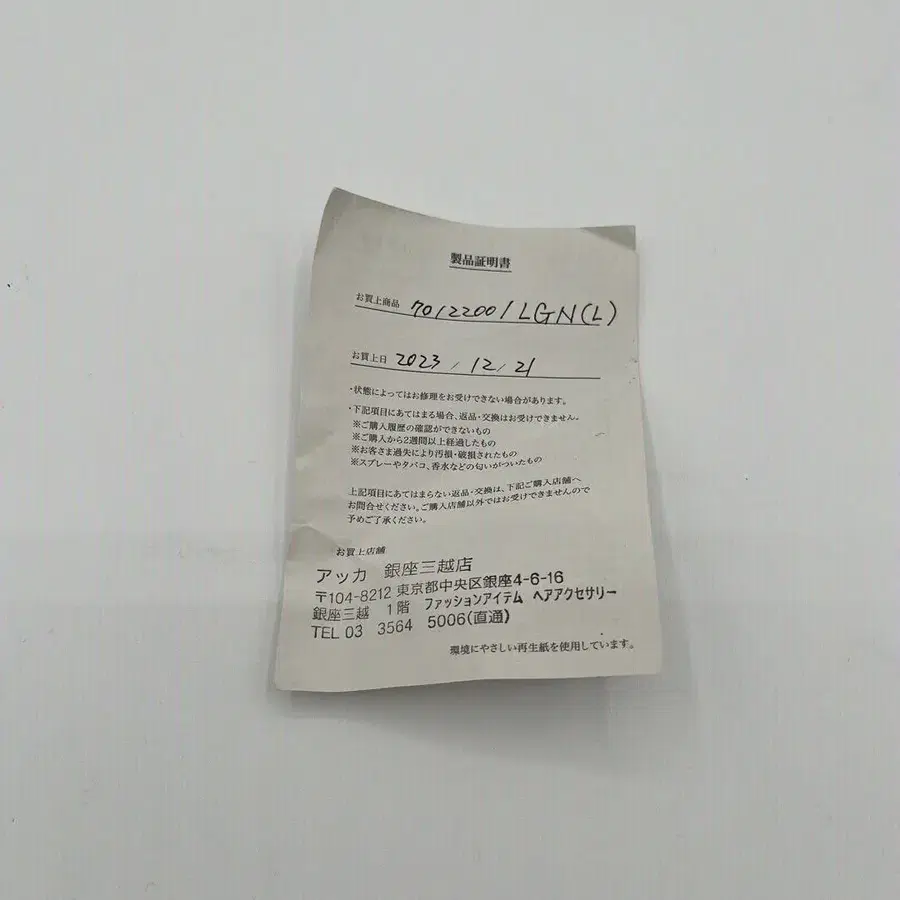 製品証明書
お買上商品 7012200/LGN(L)
お買上日 2023, 12, 21
・状態によってはお修理をお受けできない場合があります。
・下記項目にあてはまる場合、返品・交換はお受けできません。
※ご購入履歴の確認ができないもの
※ご購入から2週間以上経過したもの
※お客さま過失により汚損・破損されたもの
※スプレーやタバコ、香水などの匂いがついたもの
上記項目にあてはまらない返品・交換は、下記ご購入店舗へ
お問合せください。ご購入店舗以外ではお受けできませんので
予めご了承ください。
お買上店舗
アッカ 銀座三越店
〒104-8212 東京都中央区銀座4-6-16
銀座三越 1階 ファッションアイテム ヘアアクセサリー
TEL 03 3564 5006(直通)
環境にやさしい再生紙を使用しています。